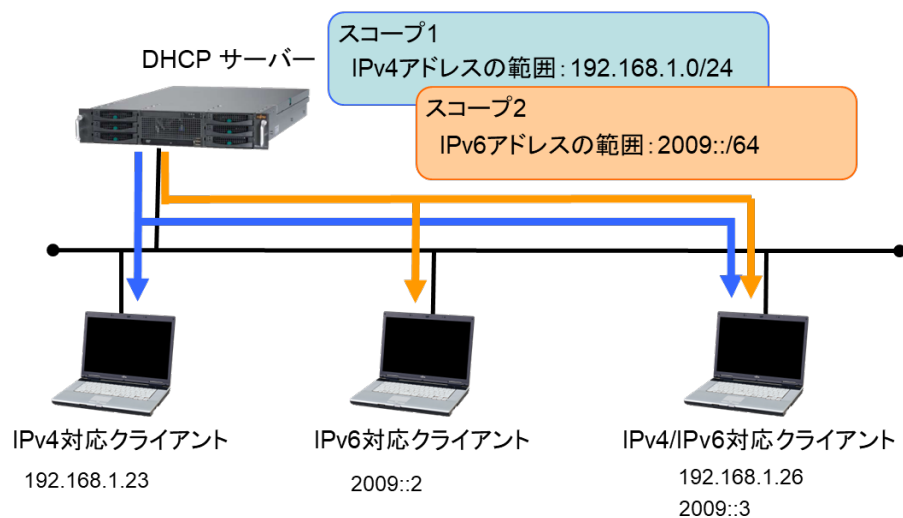 DHCP サーバー
スコープ1
IPv4アドレスの範囲：192.168.1.0/24
スコープ2
IPv6アドレスの範囲：2009::/64
IPv4対応クライアント
192.168.1.23
IPv6対応クライアント
2009::2
IPv4/IPv6対応クライアント
192.168.1.26
2009::3